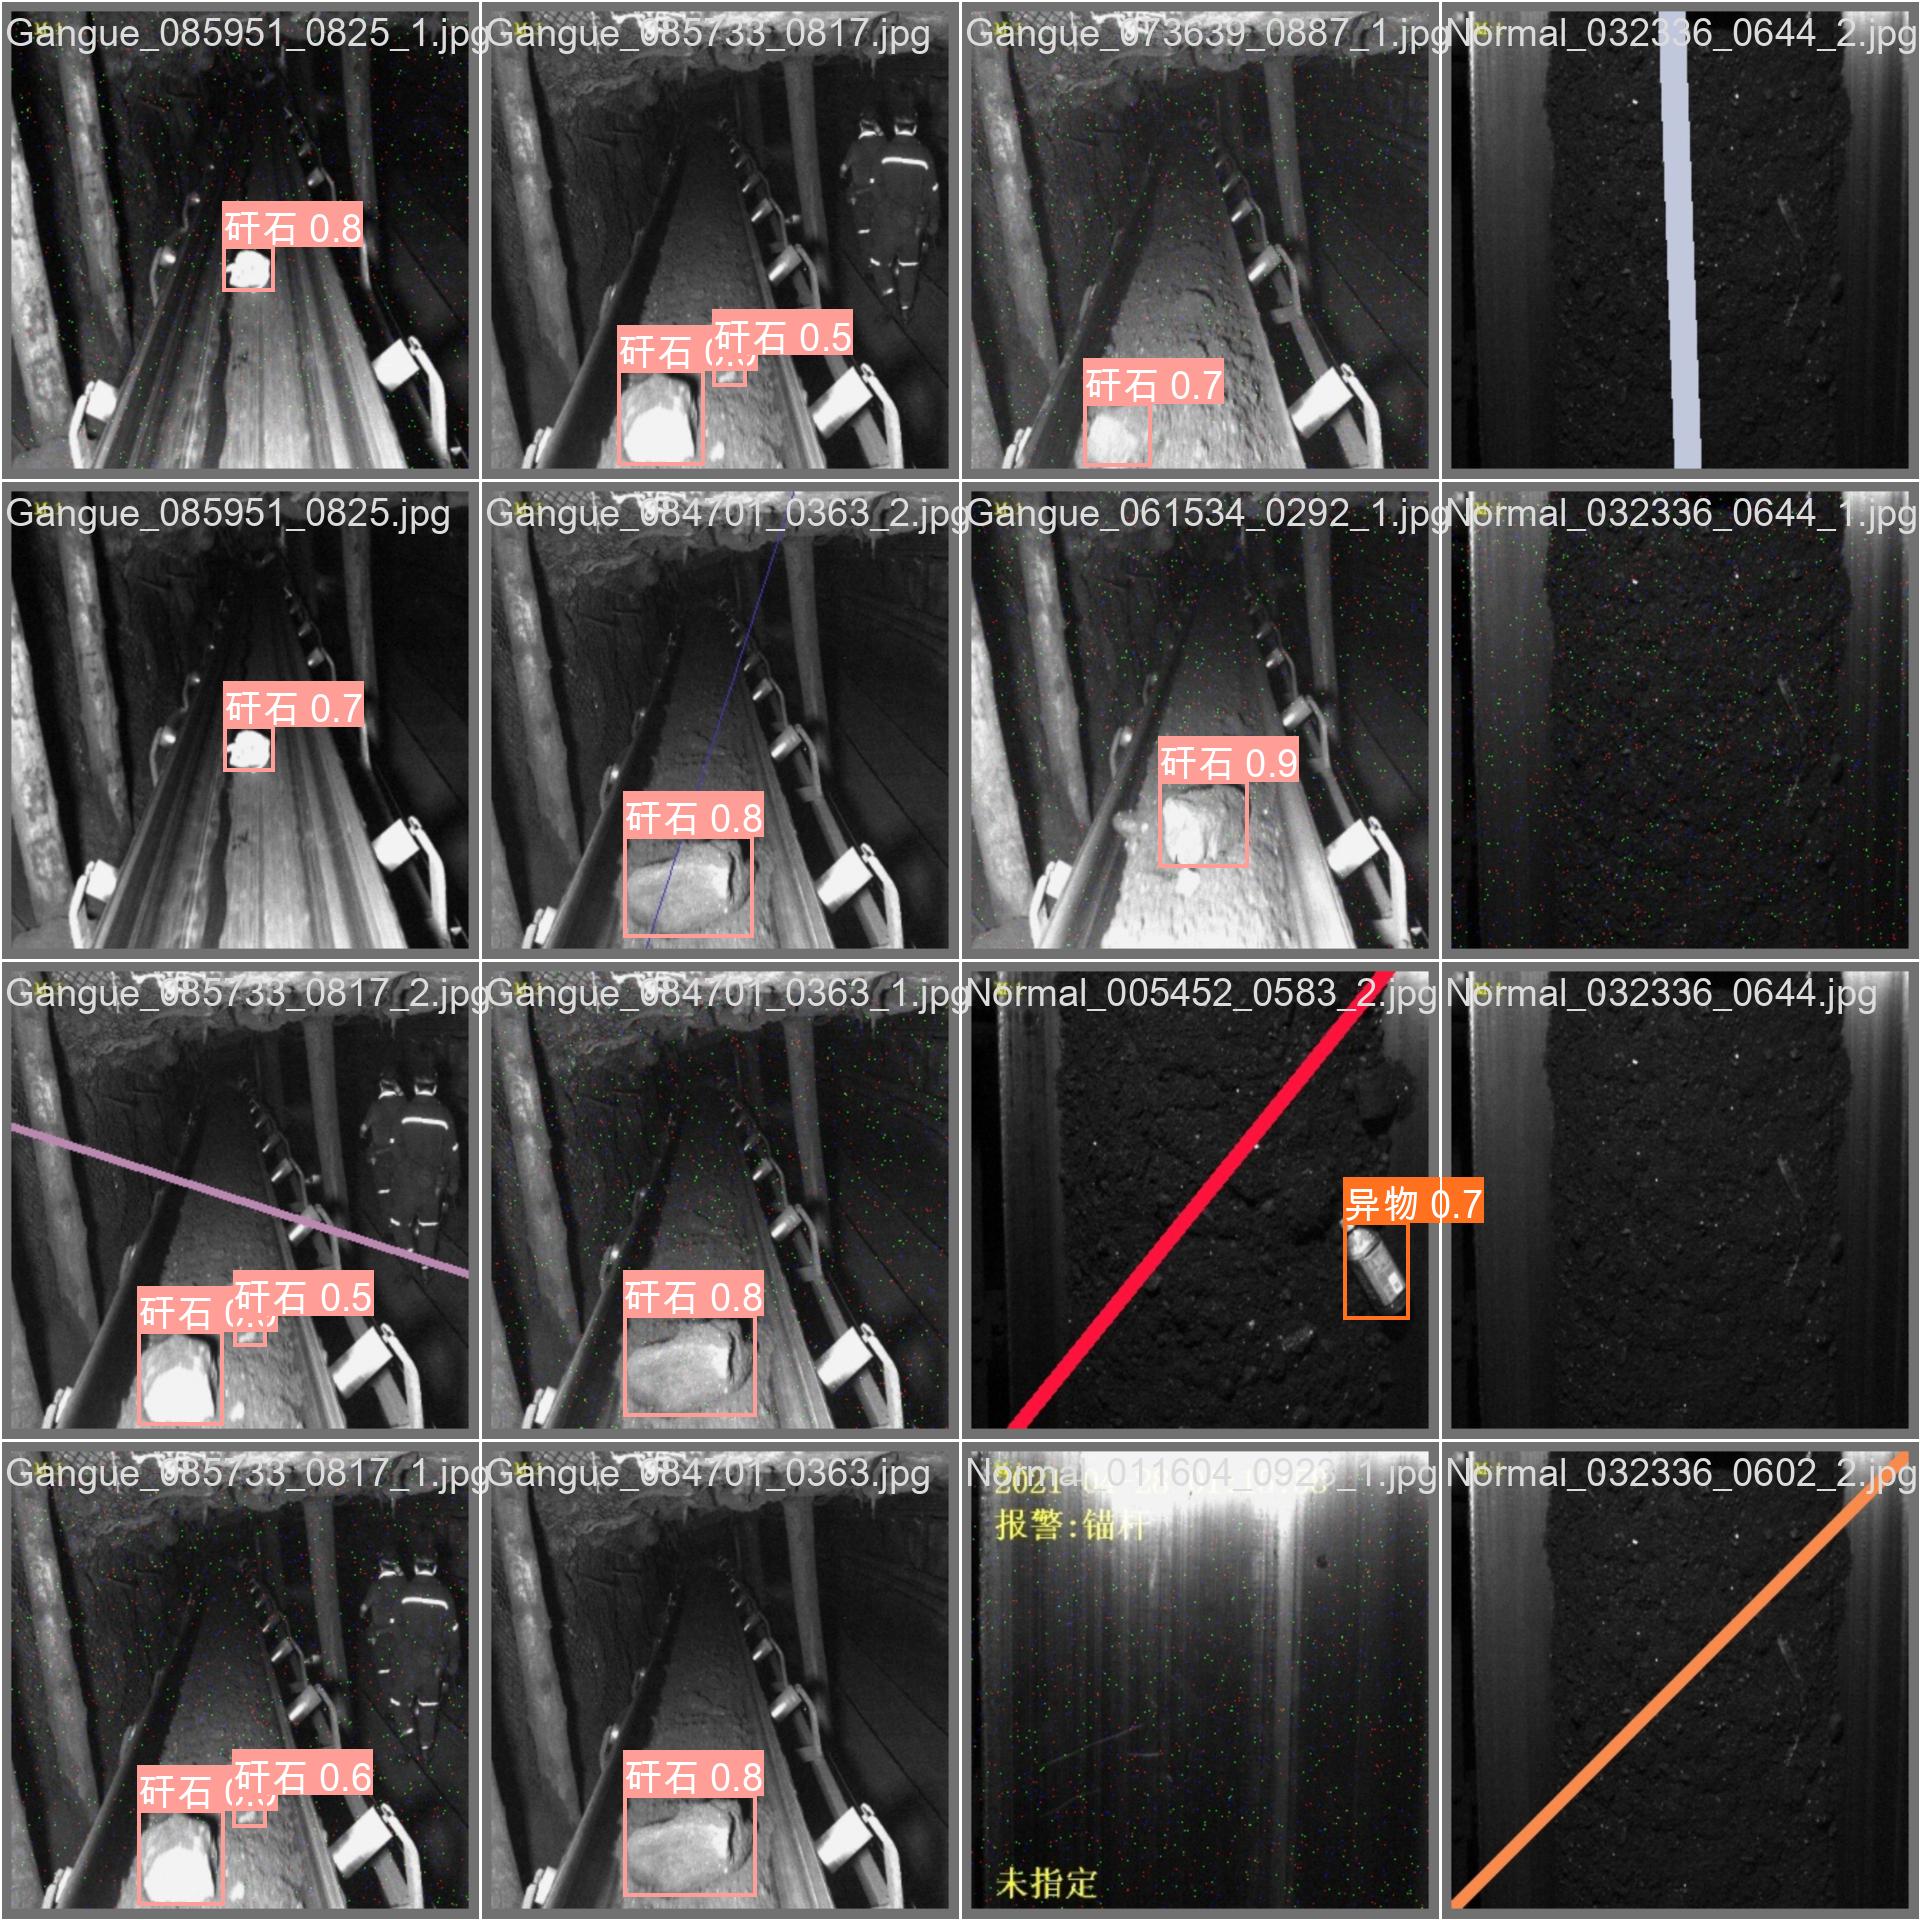 Gangue_085951_0825_1.jpg
矸石 0.8
Gangue_085733_0817.jpg
矸石
矸石 0.5
Gangue_073639_0887_1.jpg
矸石 0.7
Normal_032336_0644_2.jpg
Gangue_085951_0825.jpg
矸石 0.7
Gangue_084701_0363_2.jpg
矸石 0.8
Gangue_061534_0292_1.jpg
矸石 0.9
Normal_032336_0644_1.jpg
Gangue_085733_0817_2.jpg
矸石
矸石 0.5
Gangue_084701_0363_1.jpg
矸石 0.8
Normal_005452_0583_2.jpg
异物 0.7
Normal_032336_0644.jpg
Gangue_085733_0817_1.jpg
矸石
矸石 0.6
Gangue_084701_0363.jpg
矸石 0.8
Normal_011604_0923_1.jpg
报警:锚杆
未指定
Normal_032336_0602_2.jpg